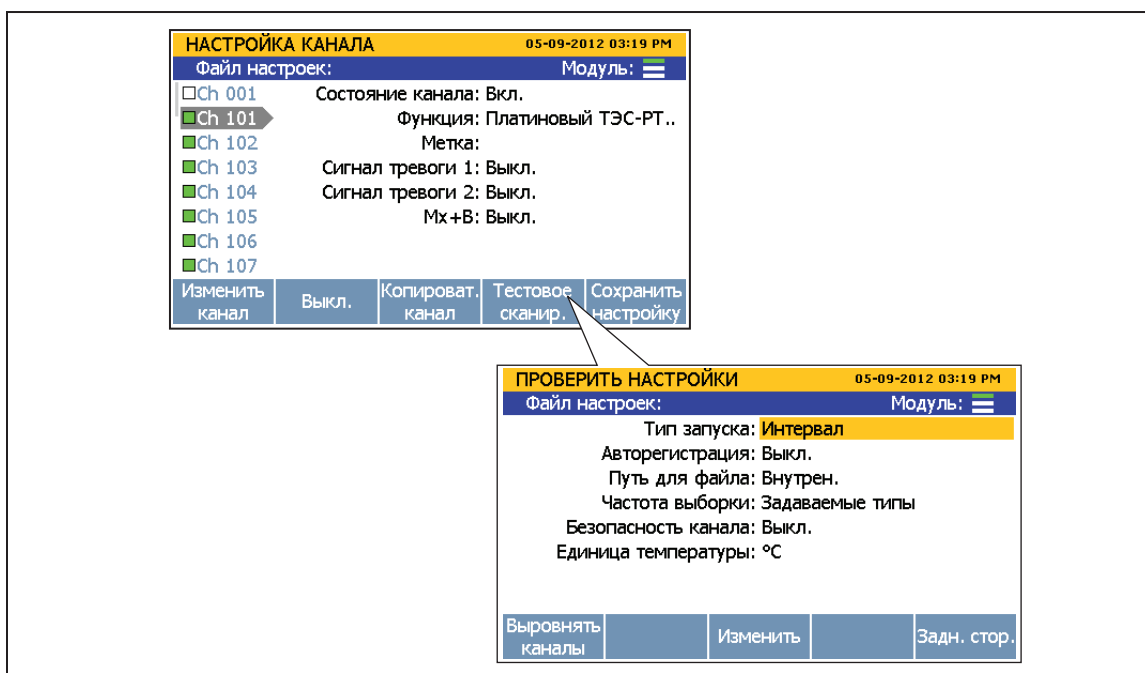 НАСТРОЙКА КАНАЛА 05-09-2012 03:19 PM
Файл настроек: Модуль:
Ch 001 Состояние канала: Вкл.
Ch 101 Функция: Платиновый ТЭС-РТ..
Ch 102 Метка:
Ch 103 Сигнал тревоги 1: Выкл.
Ch 104 Сигнал тревоги 2: Выкл.
Ch 105 Mx+B: Выкл.
Ch 106
Ch 107
Изменить канал
Выкл.
Копироват. канал
Тестовое сканир.
Сохранить настройку
ПРОВЕРИТЬ НАСТРОЙКИ 05-09-2012 03:19 PM
Файл настроек: Модуль:
Тип запуска: Интервал
Авторегистрация: Выкл.
Путь для файла: Внутрен.
Частота выборки: Задаваемые типы
Безопасность канала: Выкл.
Единица температуры: °C
Выровнять каналы
Изменить
Задн. стор.